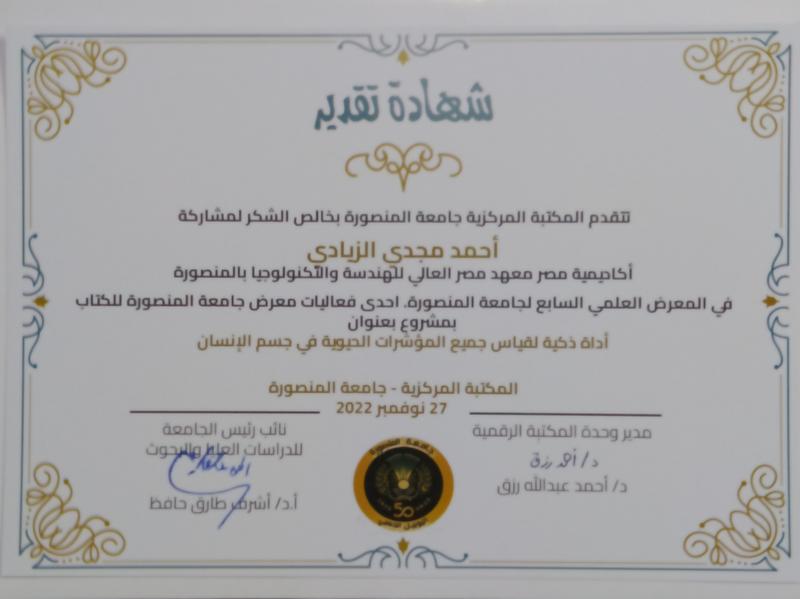 شهادة تقدير
تتقدم المكتبة المركزية جامعة المنصورة بخالص الشكر لمشاركة
أحمد مجدي الزيادي
أكاديمية مصر معهد مصر العالي للهندسة والتكنولوجيا بالمنصورة
في المعرض العلمي السابع لجامعة المنصورة، احدى فعاليات معرض جامعة المنصورة للكتاب
بمشروع بعنوان
أداة ذكية لقياس جميع المؤشرات الحيوية في جسم الإنسان
المكتبة المركزية - جامعة المنصورة
27 نوفمبر 2022
مدير وحدة المكتبة الرقمية
د/ أحمد رزق
د/ أحمد عبدالله رزق
نائب رئيس الجامعة
للدراسات العليا والبحوث
أ.د/ أشرف طارق حافظ
جامعة المنصورة
50
اليوبيل الذهبي